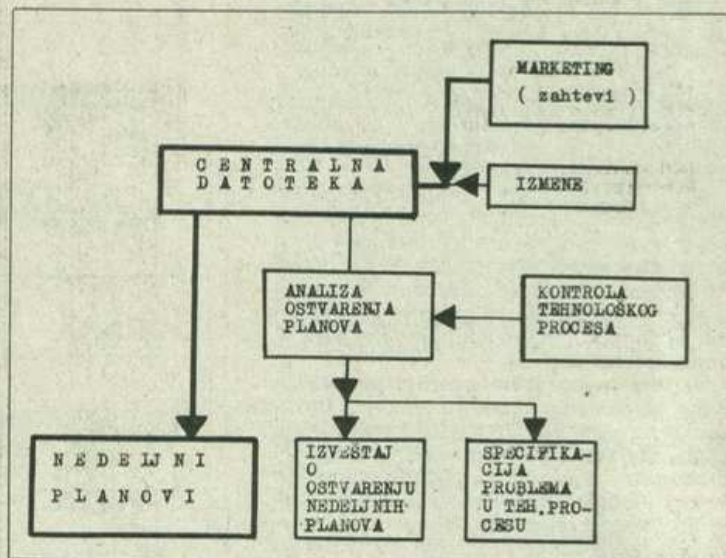 MARKETING
( zahtevi )
C E N T R A L N A
D A T O T E K A
IZMENE
ANALIZA
OSTVARENJA
PLANOVA
KONTROLA
TEHNOLOŠKOG
PROCESA
N E D E L J N I
P L A N O V I
IZVEŠTAJ
O
OSTVARENJU
NEDELJNIH
PLANOVA
SPECIFIKA-
CIJA
PROBLEMA
U TEH.PRO-
CESU